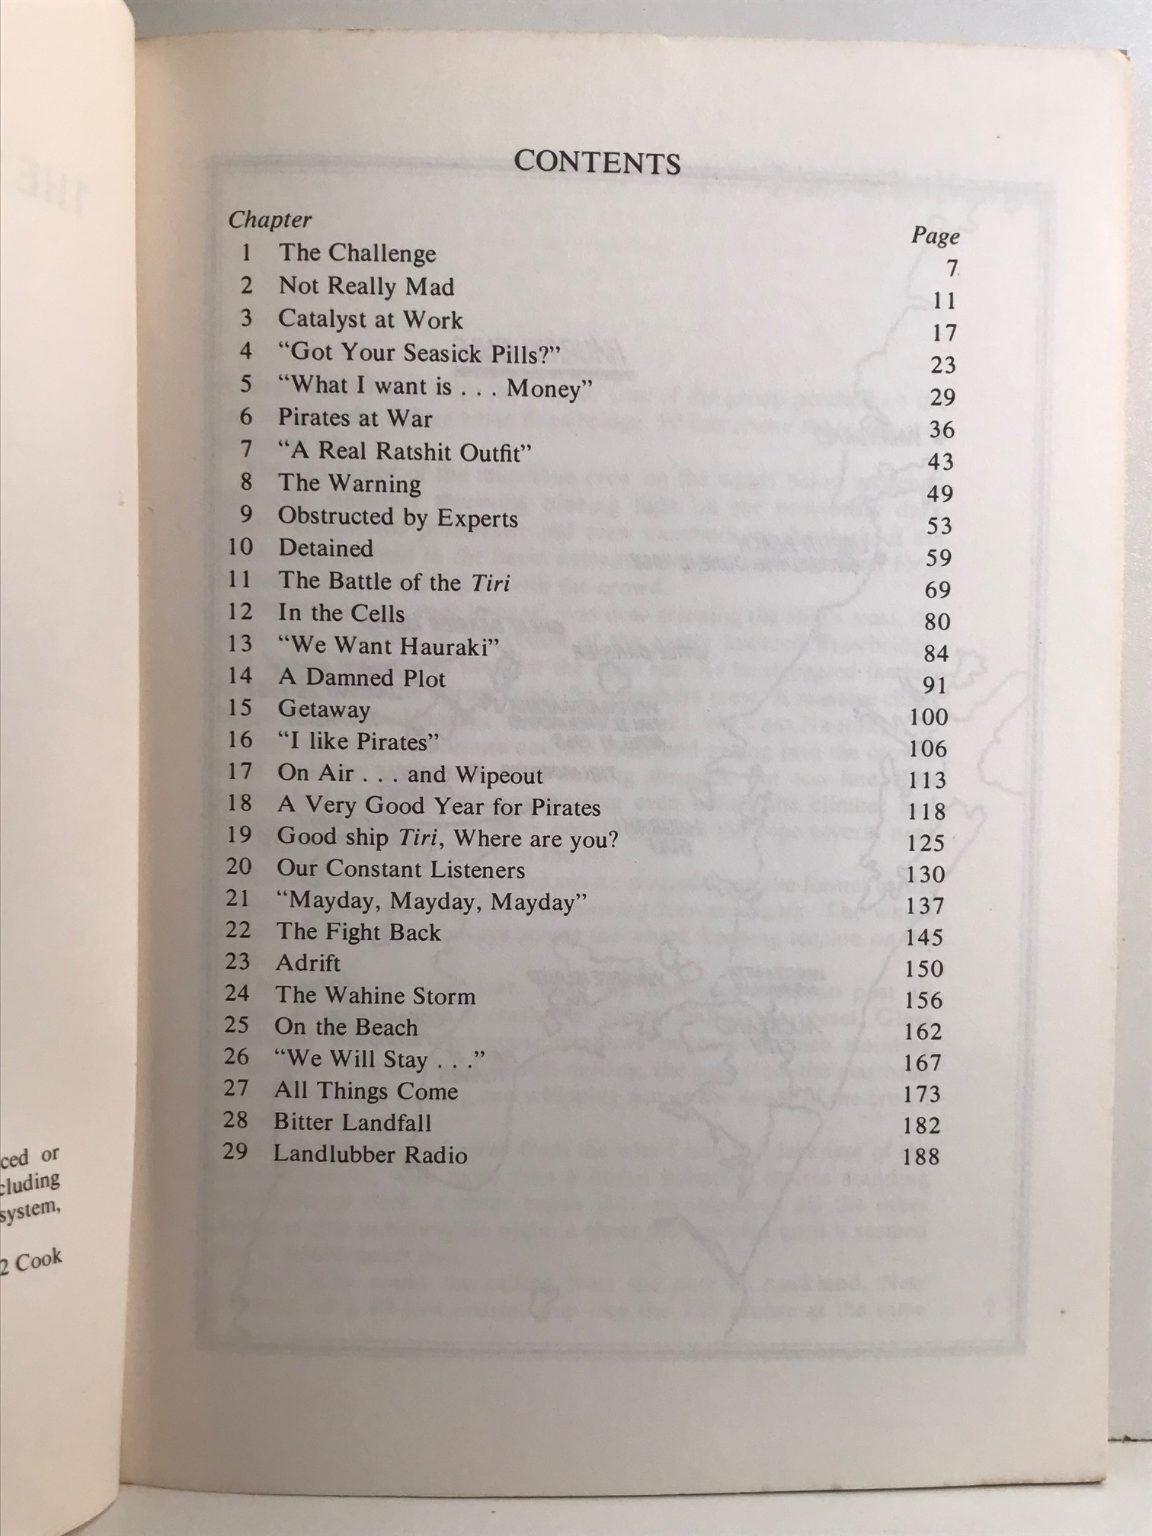 CONTENTS
Chapter Page
1 The Challenge 7
2 Not Really Mad 11
3 Catalyst at Work 17
4 “Got Your Seasick Pills?” 23
5 “What I want is . . . Money” 29
6 Pirates at War 36
7 “A Real Ratshit Outfit” 43
8 The Warning 49
9 Obstructed by Experts 53
10 Detained 59
11 The Battle of the Tiri 69
12 In the Cells 80
13 “We Want Hauraki” 84
14 A Damned Plot 91
15 Getaway 100
16 “I like Pirates” 106
17 On Air . . . and Wipeout 113
18 A Very Good Year for Pirates 118
19 Good ship Tiri, Where are you? 125
20 Our Constant Listeners 130
21 “Mayday, Mayday, Mayday” 137
22 The Fight Back 145
23 Adrift 150
24 The Wahine Storm 156
25 On the Beach 162
26 “We Will Stay . . .” 167
27 All Things Come 173
28 Bitter Landfall 182
29 Landlubber Radio 188
ced or
cluding
system,
2 Cook